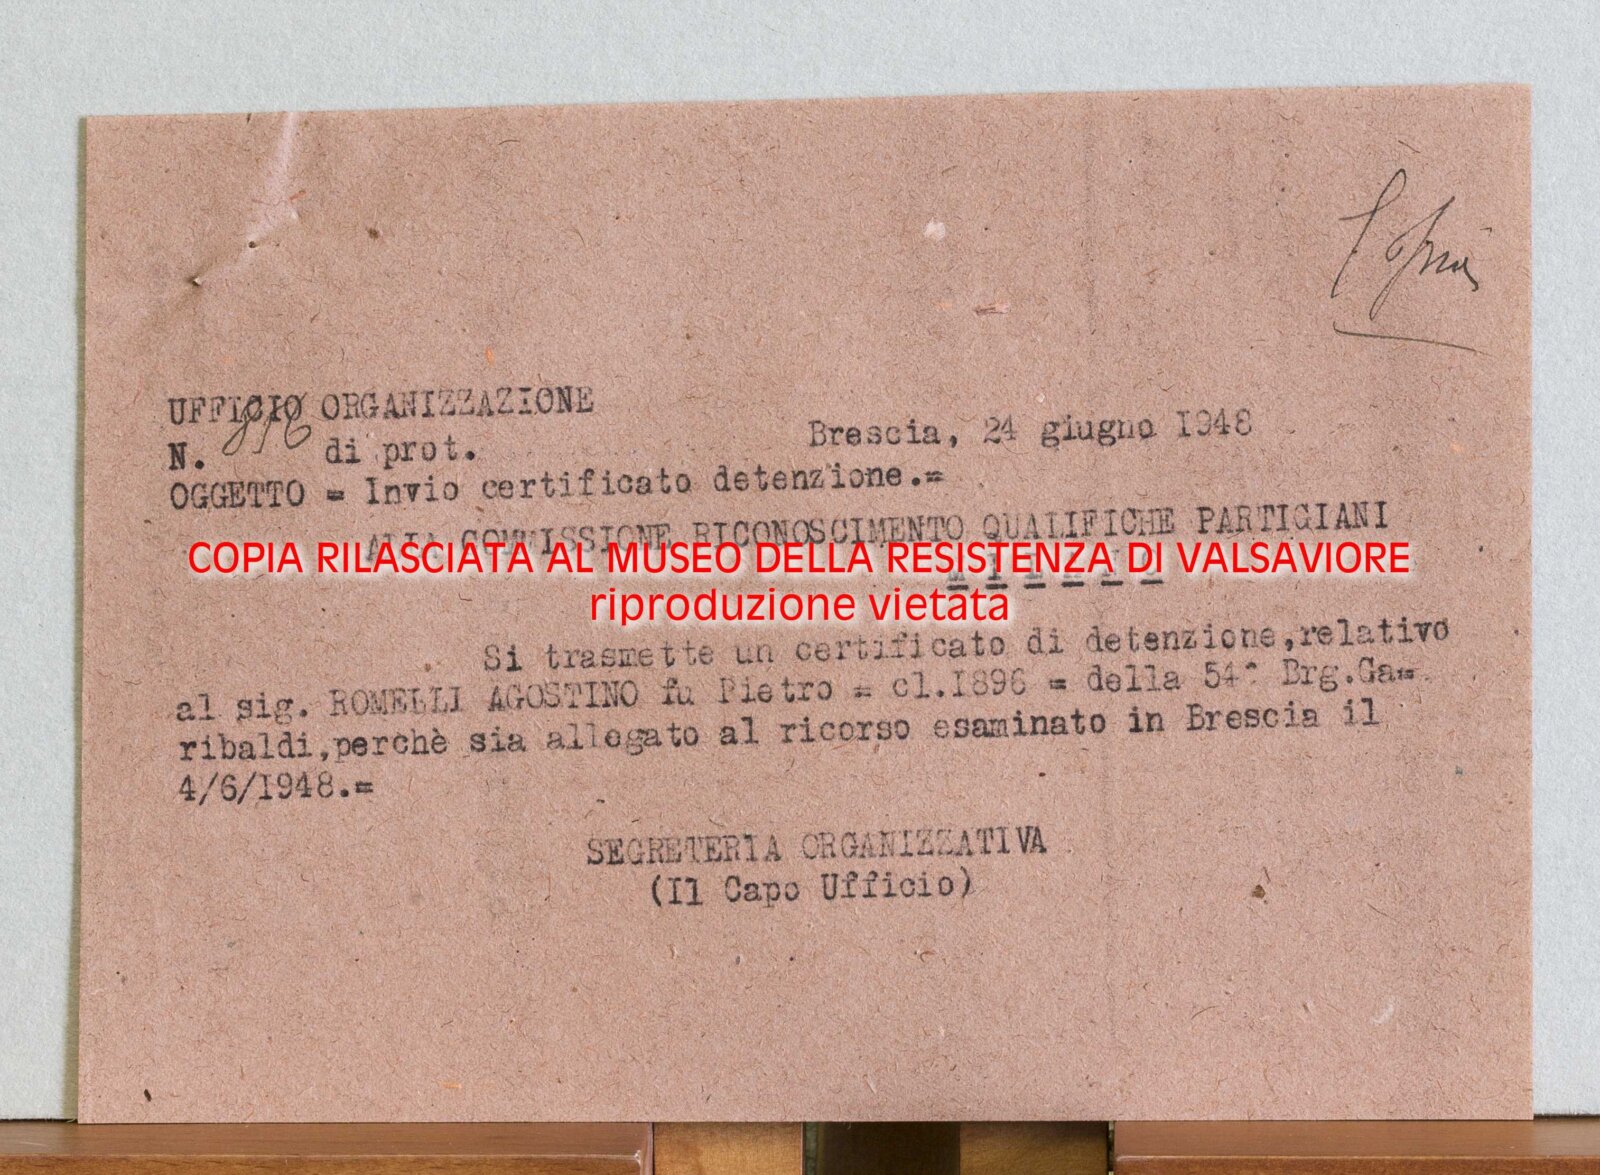 Copia
UFFICIO ORGANIZZAZIONE
N. 816 di prot.
Brescia, 24 giugno 1948
OGGETTO = Invio certificato detenzione.=
ALLA COMMISSIONE RICONOSCIMENTO QUALIFICHE PARTIGIANI
COPIA RILASCIATA AL MUSEO DELLA RESISTENZA DI VALSAVIORE
riproduzione vietata
Si trasmette un certificato di detenzione,relativo
al sig. ROMELLI AGOSTINO fu Pietro = cl.1896 = della 54^ Brg.Ga=
ribaldi,perchè sia allegato al ricorso esaminato in Brescia il
4/6/1948.=
SEGRETERIA ORGANIZZATIVA
(Il Capo Ufficio)